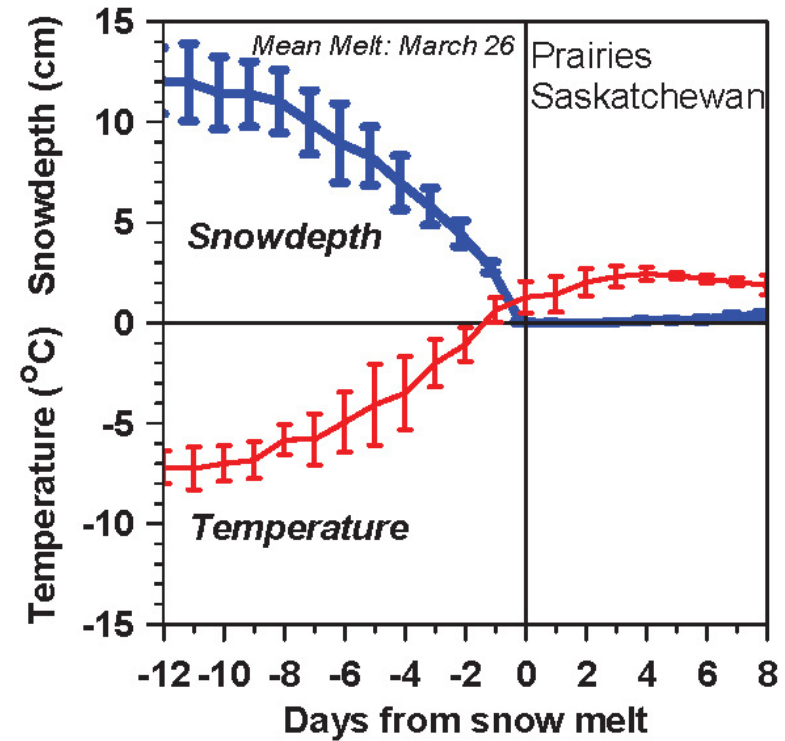 15
10
5
0
-5
-10
-15
Snowdepth (cm)
Temperature (°C)
Mean Melt: March 26
Prairies
Saskatchewan
Snowdepth
Temperature
-12 -10 -8 -6 -4 -2 0 2 4 6 8
Days from snow melt